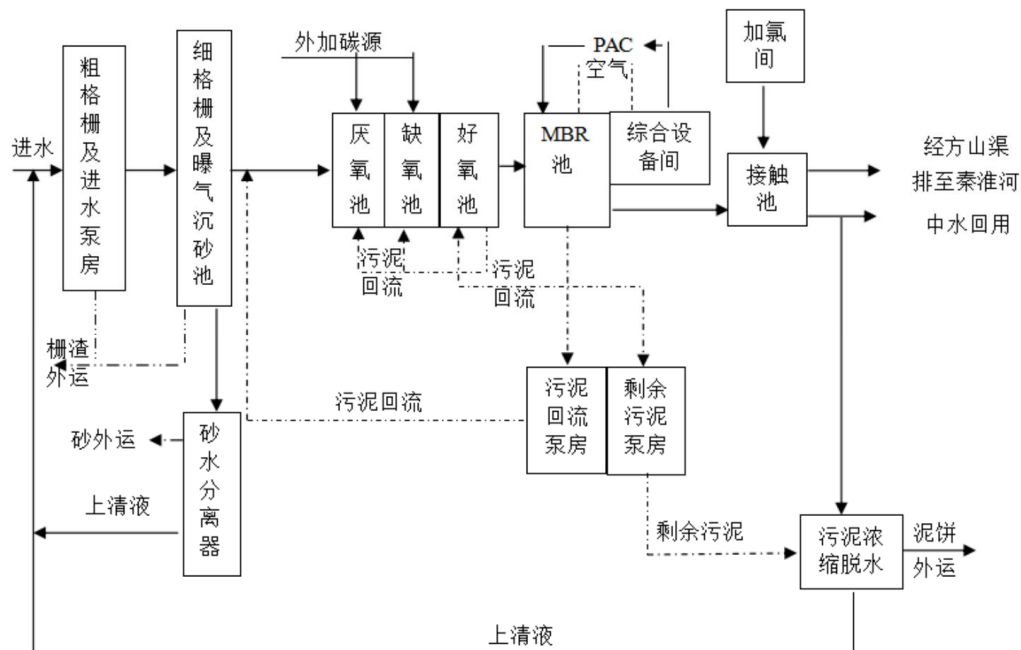 进水
粗格栅及进水泵房
细格栅及曝气沉砂池
外加碳源
厌氧池
缺氧池
好氧池
PAC
空气
MBR
池
综合设
备间
加氯
间
接触
池
经方山渠
排至秦淮河
中水回用
污泥
回流
污泥
回流
栅渣
外运
砂外运
砂水分离器
上清液
污泥回流
污泥
回流
泵房
剩余
污泥
泵房
剩余污泥
污泥浓
缩脱水
泥饼
外运
上清液